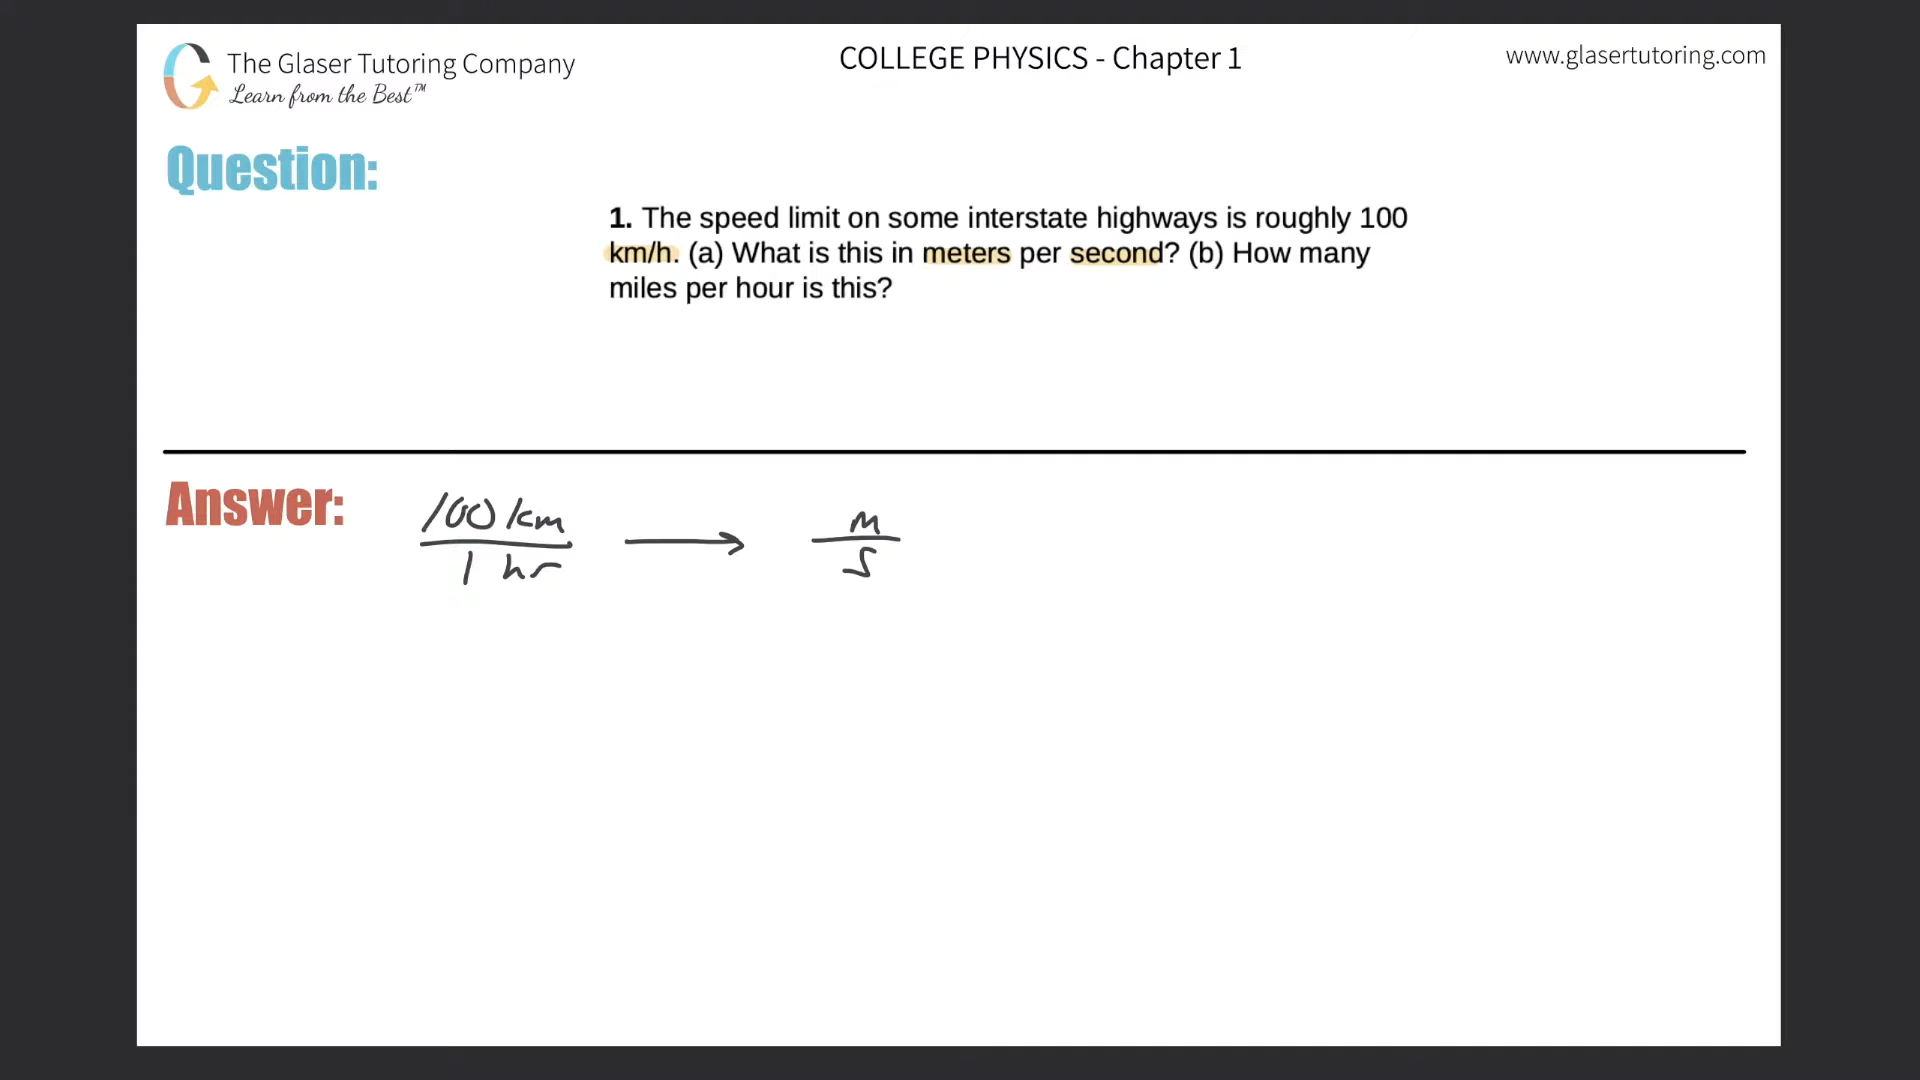 The Glaser Tutoring Company
Learn from the Best™
COLLEGE PHYSICS - Chapter 1
www.glasertutoring.com
Question:
1. The speed limit on some interstate highways is roughly 100
km/h. (a) What is this in meters per second? (b) How many
miles per hour is this?
Answer:
100 km
1 hr
m
s